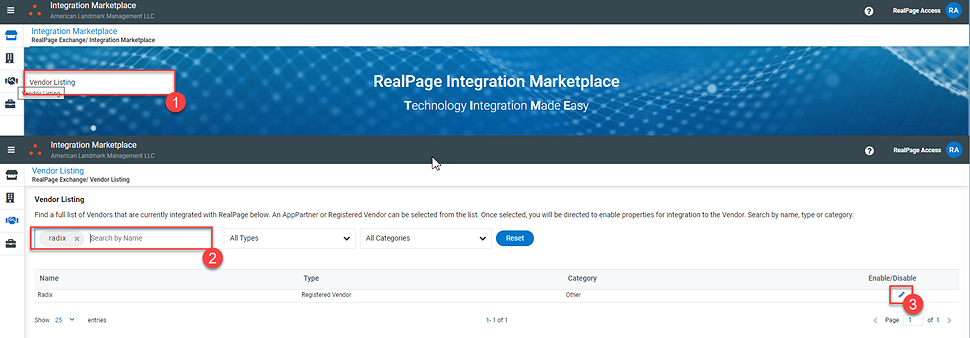 Integration Marketplace
American Landmark Management LLC
RealPage Access RA
Integration Marketplace
RealPage Exchange/ Integration Marketplace
RealPage Integration Marketplace
Technology Integration Made Easy
Vendor Listing
Vendor Listing
1
Integration Marketplace
American Landmark Management LLC
RealPage Access RA
Vendor Listing
RealPage Exchange/ Vendor Listing
Vendor Listing
Find a full list of Vendors that are currently integrated with RealPage below. An AppPartner or Registered Vendor can be selected from the list. Once selected, you will be directed to enable properties for integration to the Vendor. Search by name, type or category.
radix x Search by Name All Types All Categories Reset
2
Name Type Category Enable/Disable
Radix Registered Vendor Other
3
Show 25 entries 1-1 of 1 Page 1 of 1